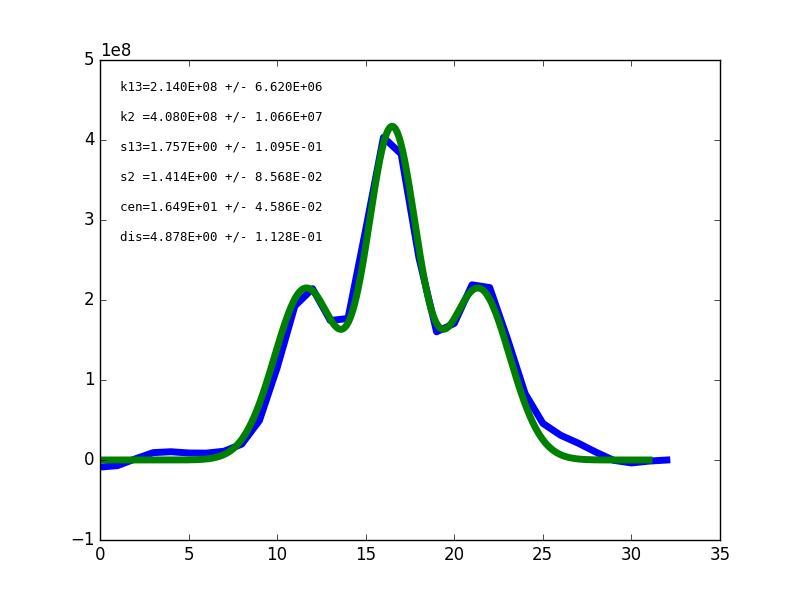 1e8
k13=2.140E+08 +/- 6.620E+06
k2 =4.080E+08 +/- 1.066E+07
s13=1.757E+00 +/- 1.095E-01
s2 =1.414E+00 +/- 8.568E-02
cen=1.649E+01 +/- 4.586E-02
dis=4.878E+00 +/- 1.128E-01
5
4
3
2
1
0
−1
0 5 10 15 20 25 30 35